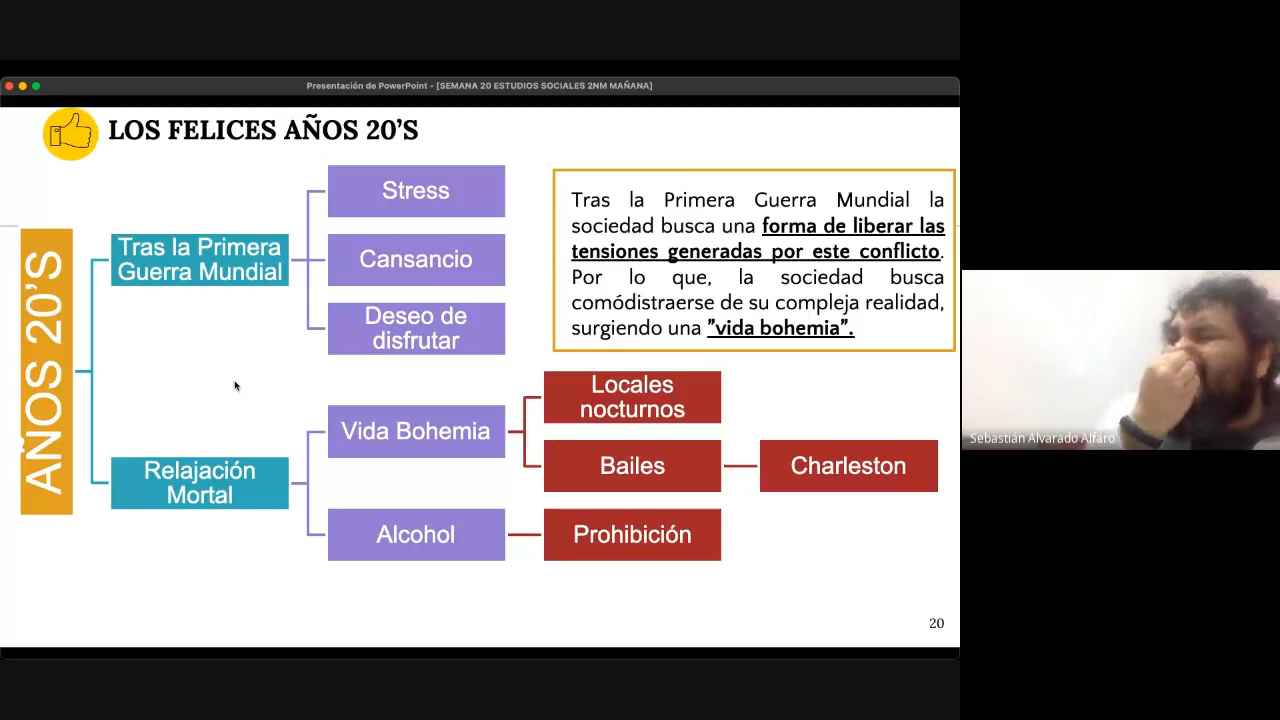 Presentación de PowerPoint - [SEMANA 20 ESTUDIOS SOCIALES 2NM MAÑANA]
LOS FELICES AÑOS 20’S
AÑOS 20’S
Tras la Primera
Guerra Mundial
Stress
Cansancio
Deseo de
disfrutar
Tras la Primera Guerra Mundial la
sociedad busca una forma de liberar las
tensiones generadas por este conflicto.
Por lo que, la sociedad busca
comódistraerse de su compleja realidad,
surgiendo una ”vida bohemia”.
Relajación
Mortal
Vida Bohemia
Locales
nocturnos
Bailes
Charleston
Alcohol
Prohibición
20
Sebastián Alvarado Alfaro